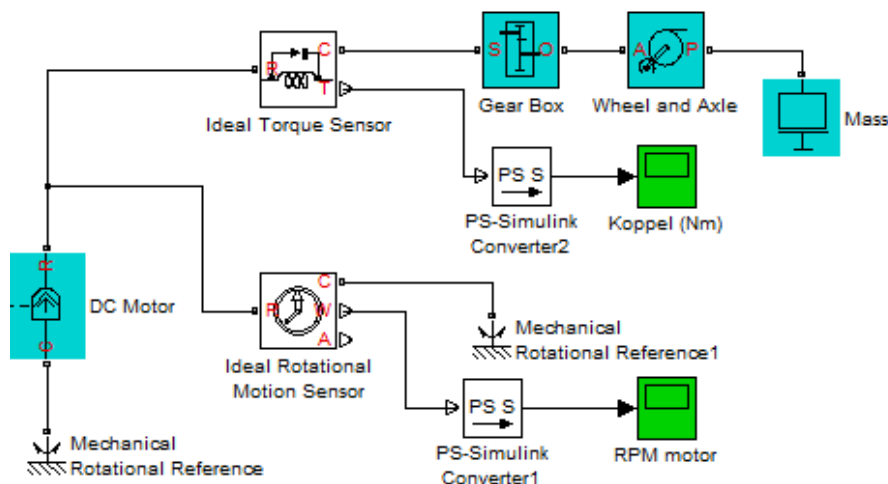 R
C
T
Ideal Torque Sensor
S
O
Gear Box
A
P
Wheel and Axle
Mass
PS S
PS-Simulink
Converter2
Koppel (Nm)
R
C
DC Motor
R
C
W
A
Ideal Rotational
Motion Sensor
Mechanical
Rotational Reference1
PS S
PS-Simulink
Converter1
RPM motor
Mechanical
Rotational Reference